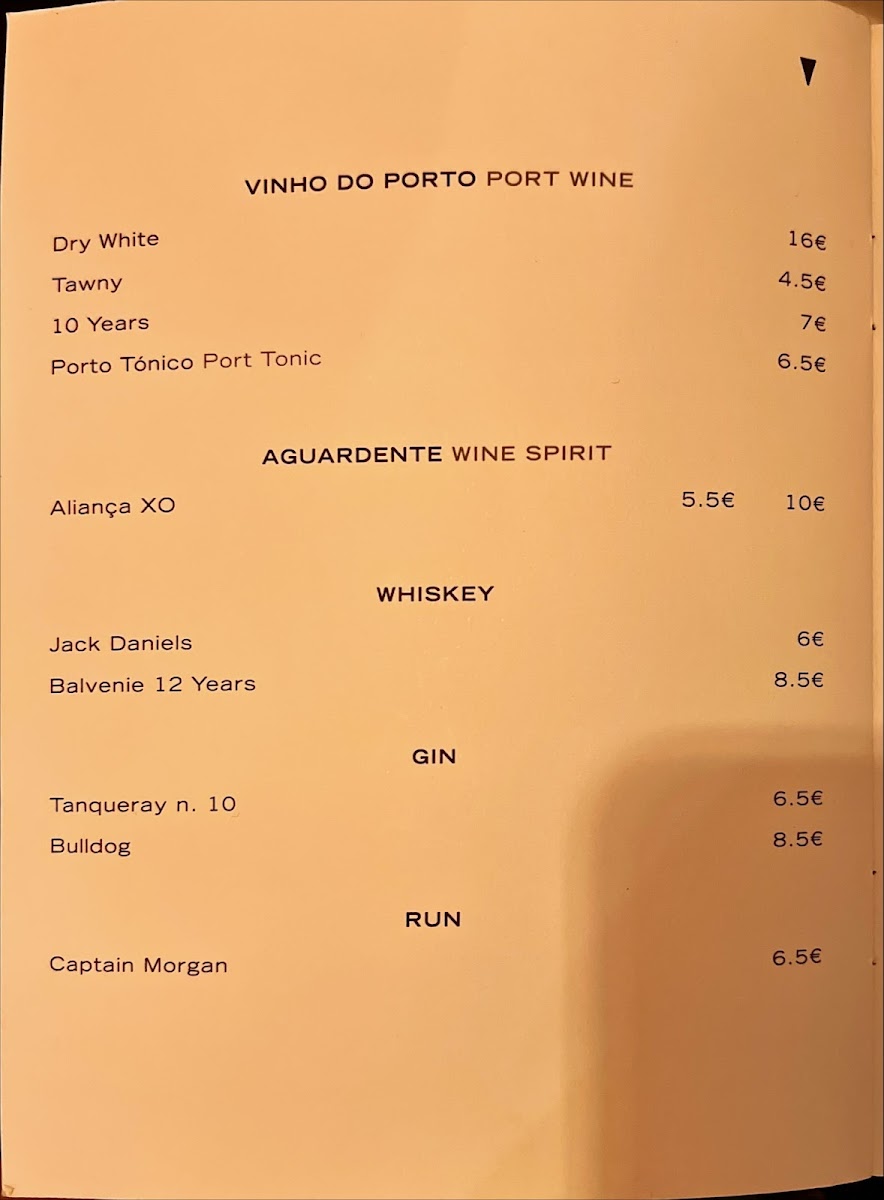 VINHO DO PORTO PORT WINE
Dry White 16€
Tawny 4.5€
10 Years 7€
Porto Tónico Port Tonic 6.5€
AGUARDENTE WINE SPIRIT
Aliança XO 5.5€ 10€
WHISKEY
Jack Daniels 6€
Balvenie 12 Years 8.5€
GIN
Tanqueray n. 10 6.5€
Bulldog 8.5€
RUN
Captain Morgan 6.5€